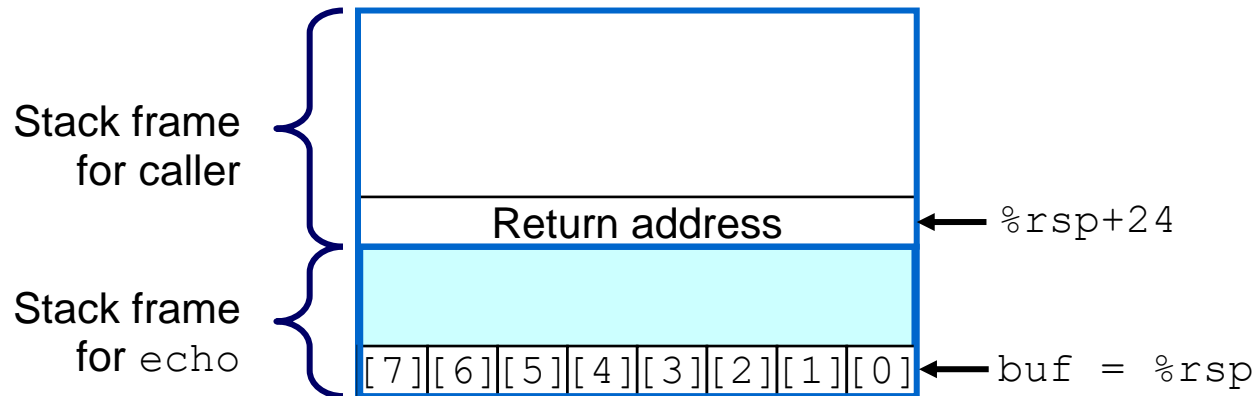 Stack frame
for caller
Return address
%rsp+24
Stack frame
for echo
[7][6][5][4][3][2][1][0]
buf = %rsp